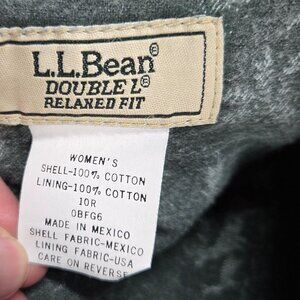 L.L.Bean®
DOUBLE L®
RELAXED FIT
WOMEN'S
SHELL-100% COTTON
LINING-100% COTTON
10R
0BFG6
MADE IN MEXICO
SHELL FABRIC-MEXICO
LINING FABRIC-USA
CARE ON REVERSE